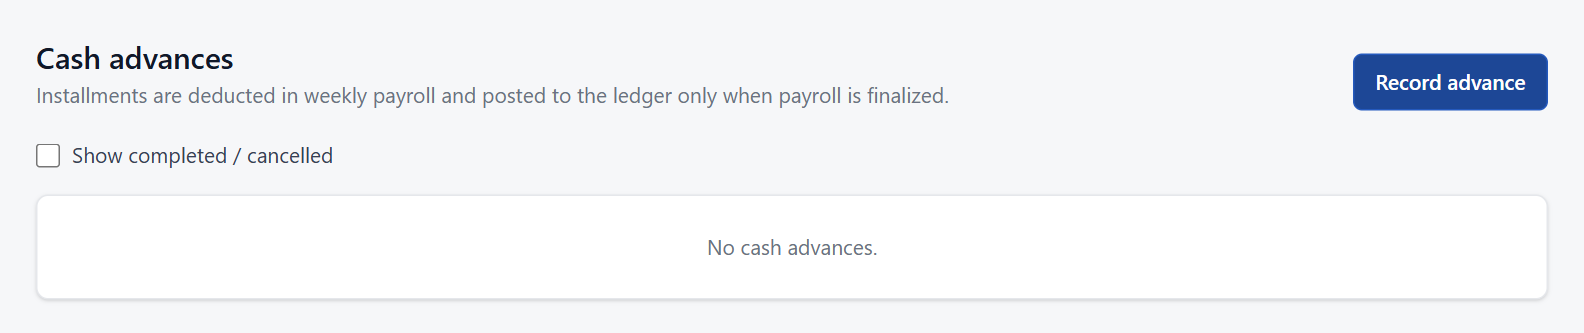 Cash advances
Installments are deducted in weekly payroll and posted to the ledger only when payroll is finalized.
Record advance
Show completed / cancelled
No cash advances.